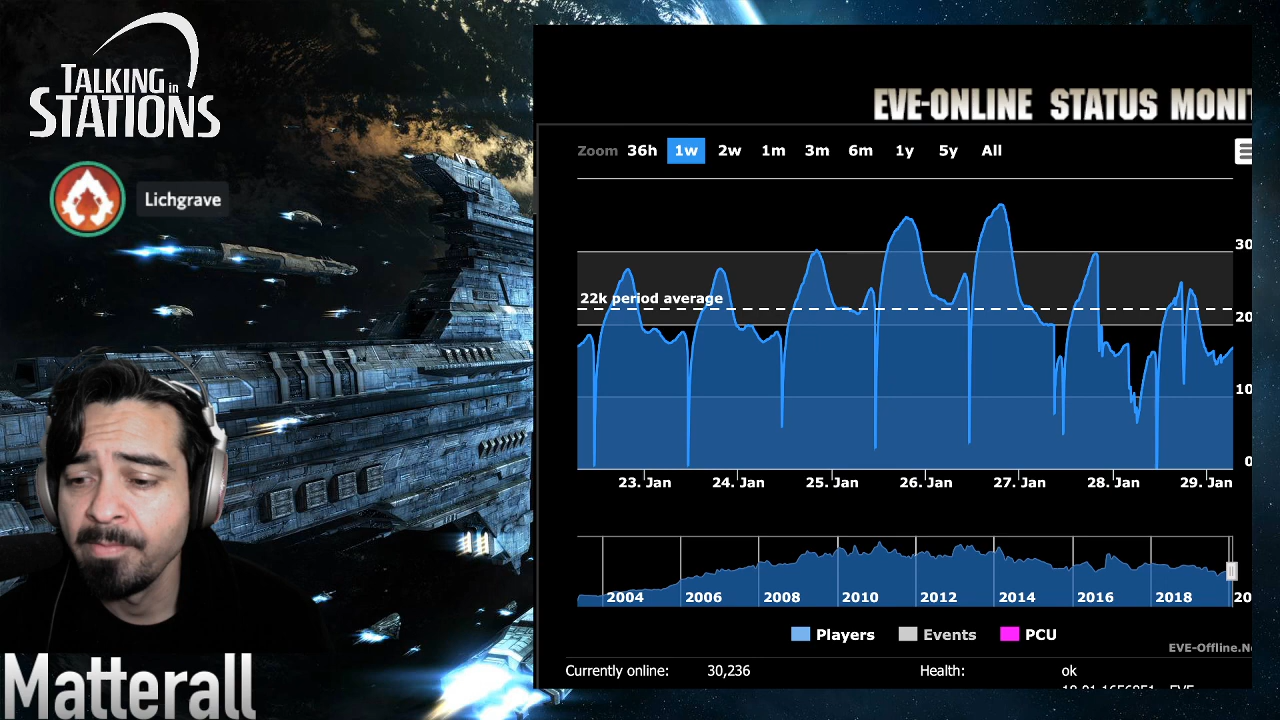 TALKING in
STATIONS
Lichgrave
EVE-ONLINE STATUS MONIT
Zoom 36h 1w 2w 1m 3m 6m 1y 5y All
30
22k period average
20
10
0
23. Jan 24. Jan 25. Jan 26. Jan 27. Jan 28. Jan 29. Jan
2004 2006 2008 2010 2012 2014 2016 2018 20
Players Events PCU
EVE-Offline.Ne
Currently online: 30,236 Health: ok
Matterall